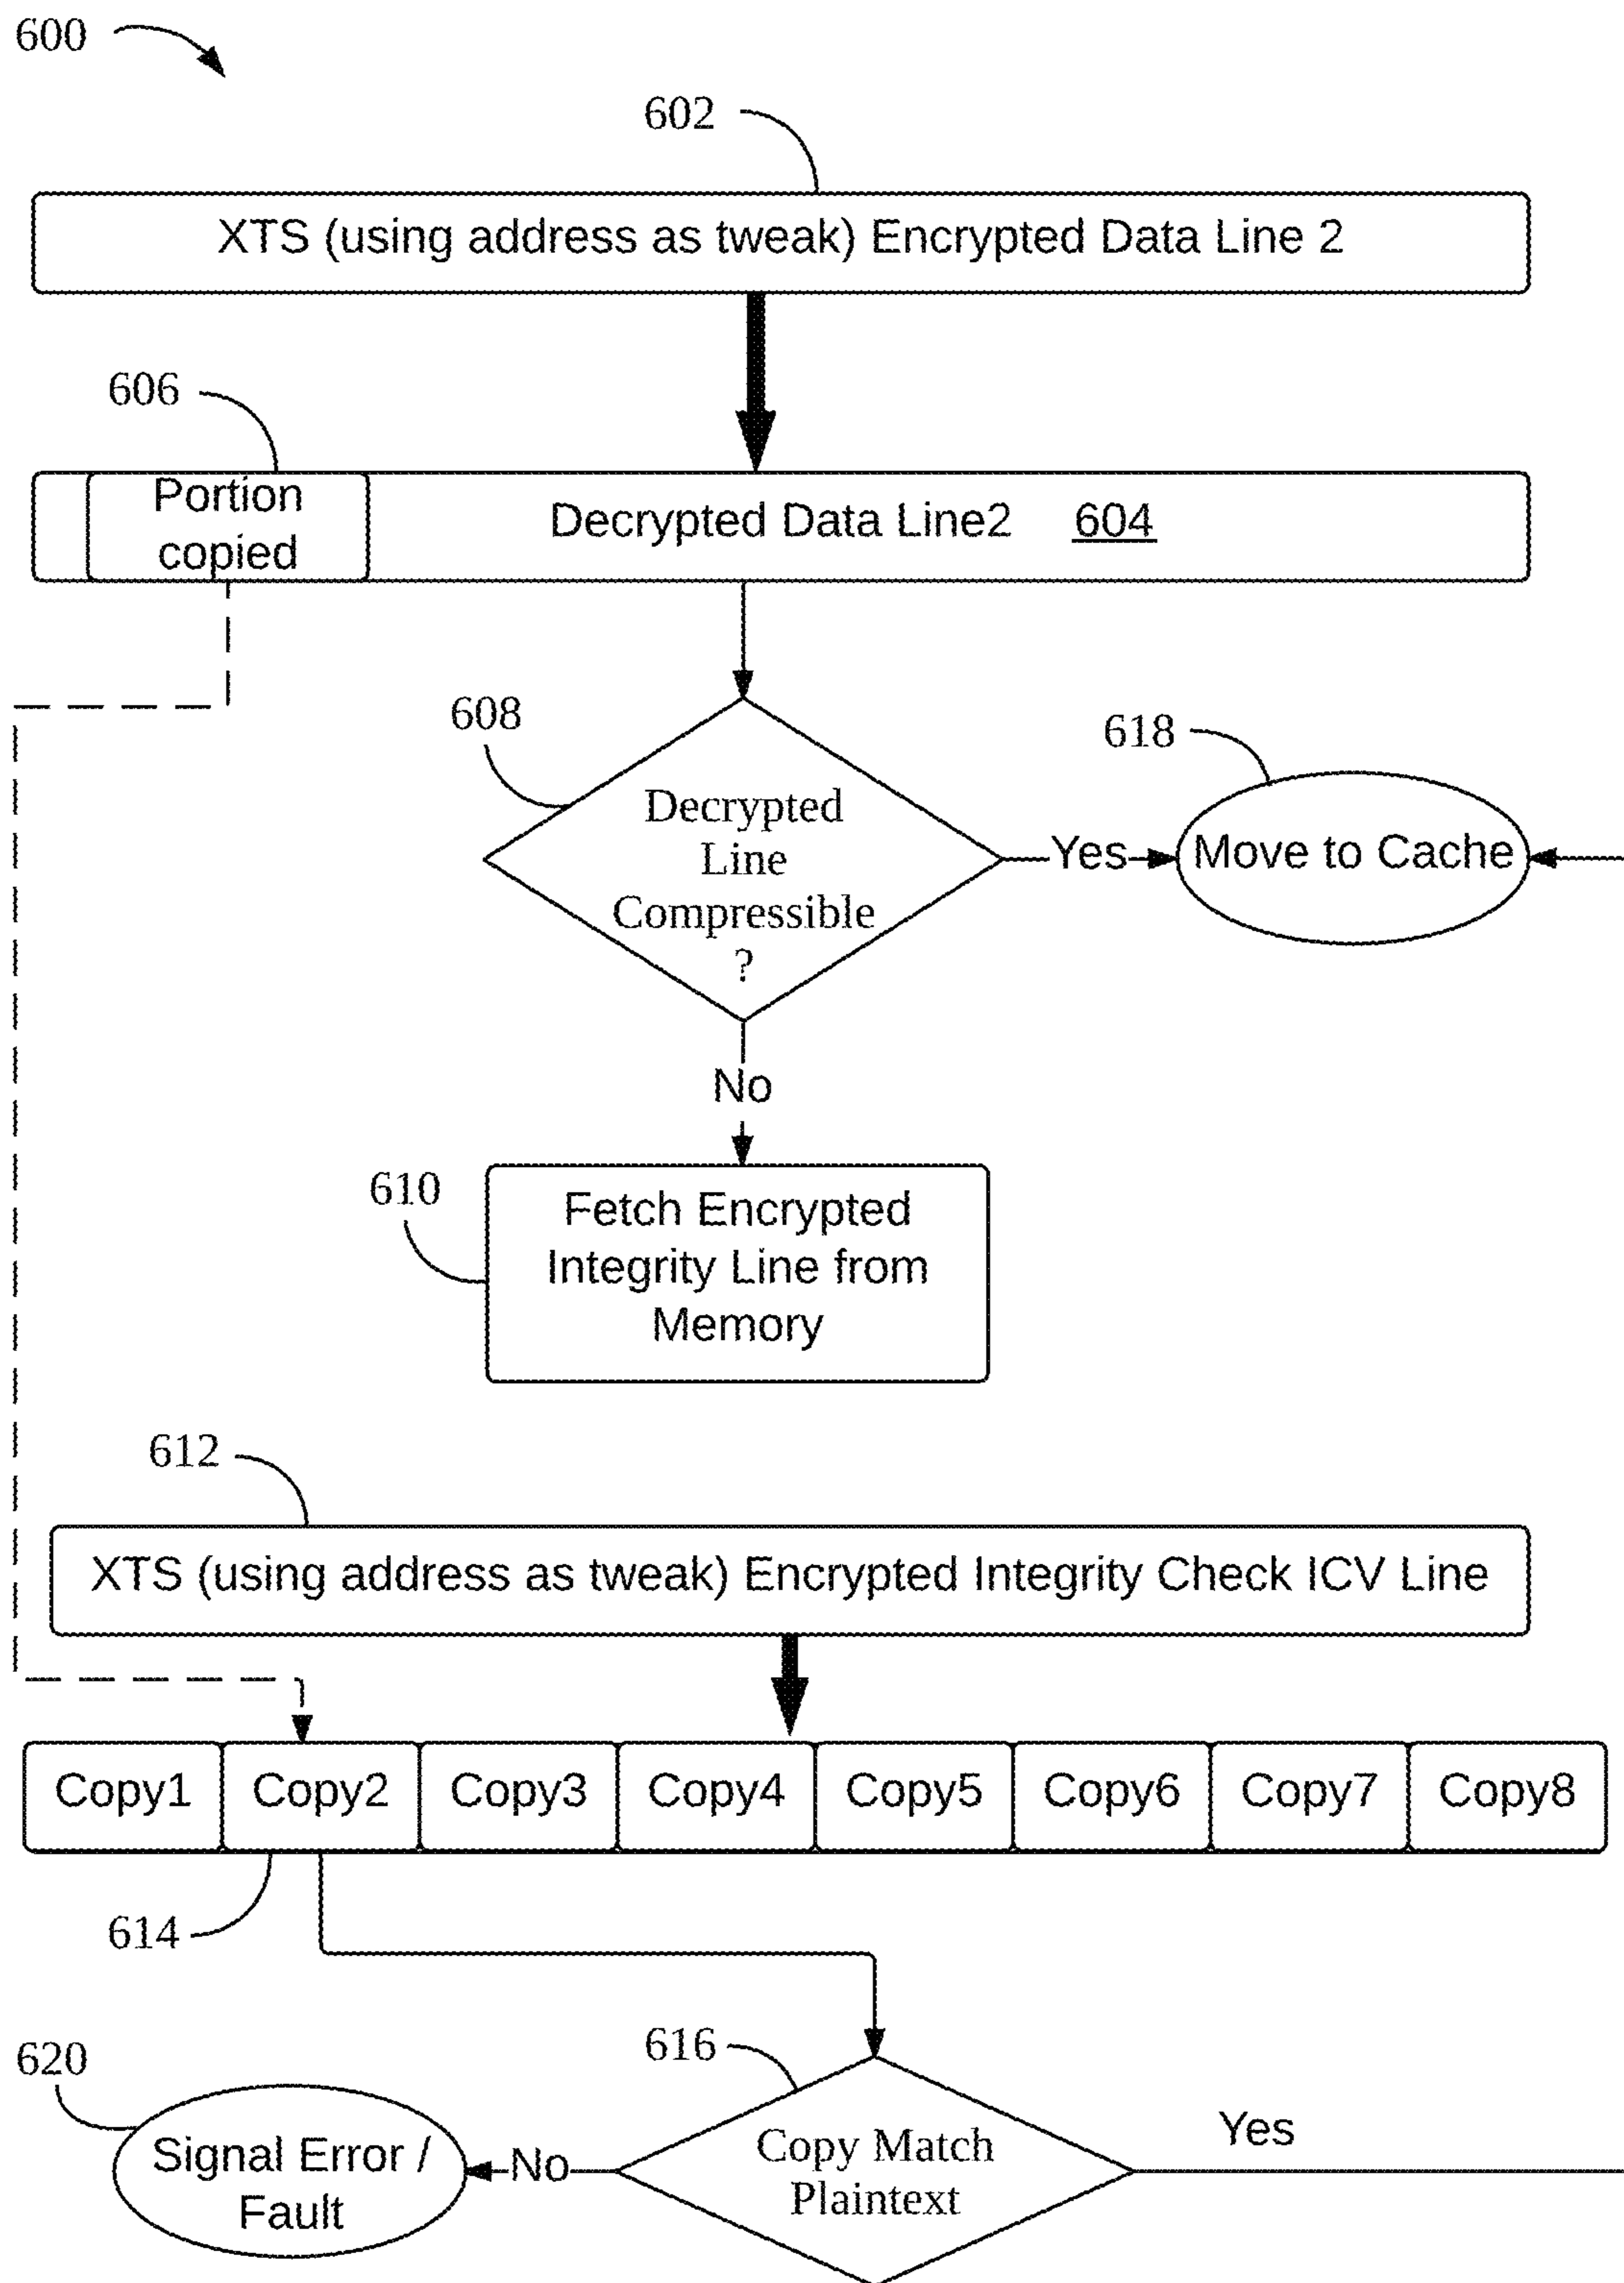 600
602
XTS (using address as tweak) Encrypted Data Line 2
606
Portion
copied
Decrypted Data Line2 604
608
618
Decrypted
Line
Compressible
?
Yes
Move to Cache
No
610
Fetch Encrypted
Integrity Line from
Memory
612
XTS (using address as tweak) Encrypted Integrity Check ICV Line
Copy1 Copy2 Copy3 Copy4 Copy5 Copy6 Copy7 Copy8
614
616
620
Signal Error /
Fault
No
Copy Match
Plaintext
Yes